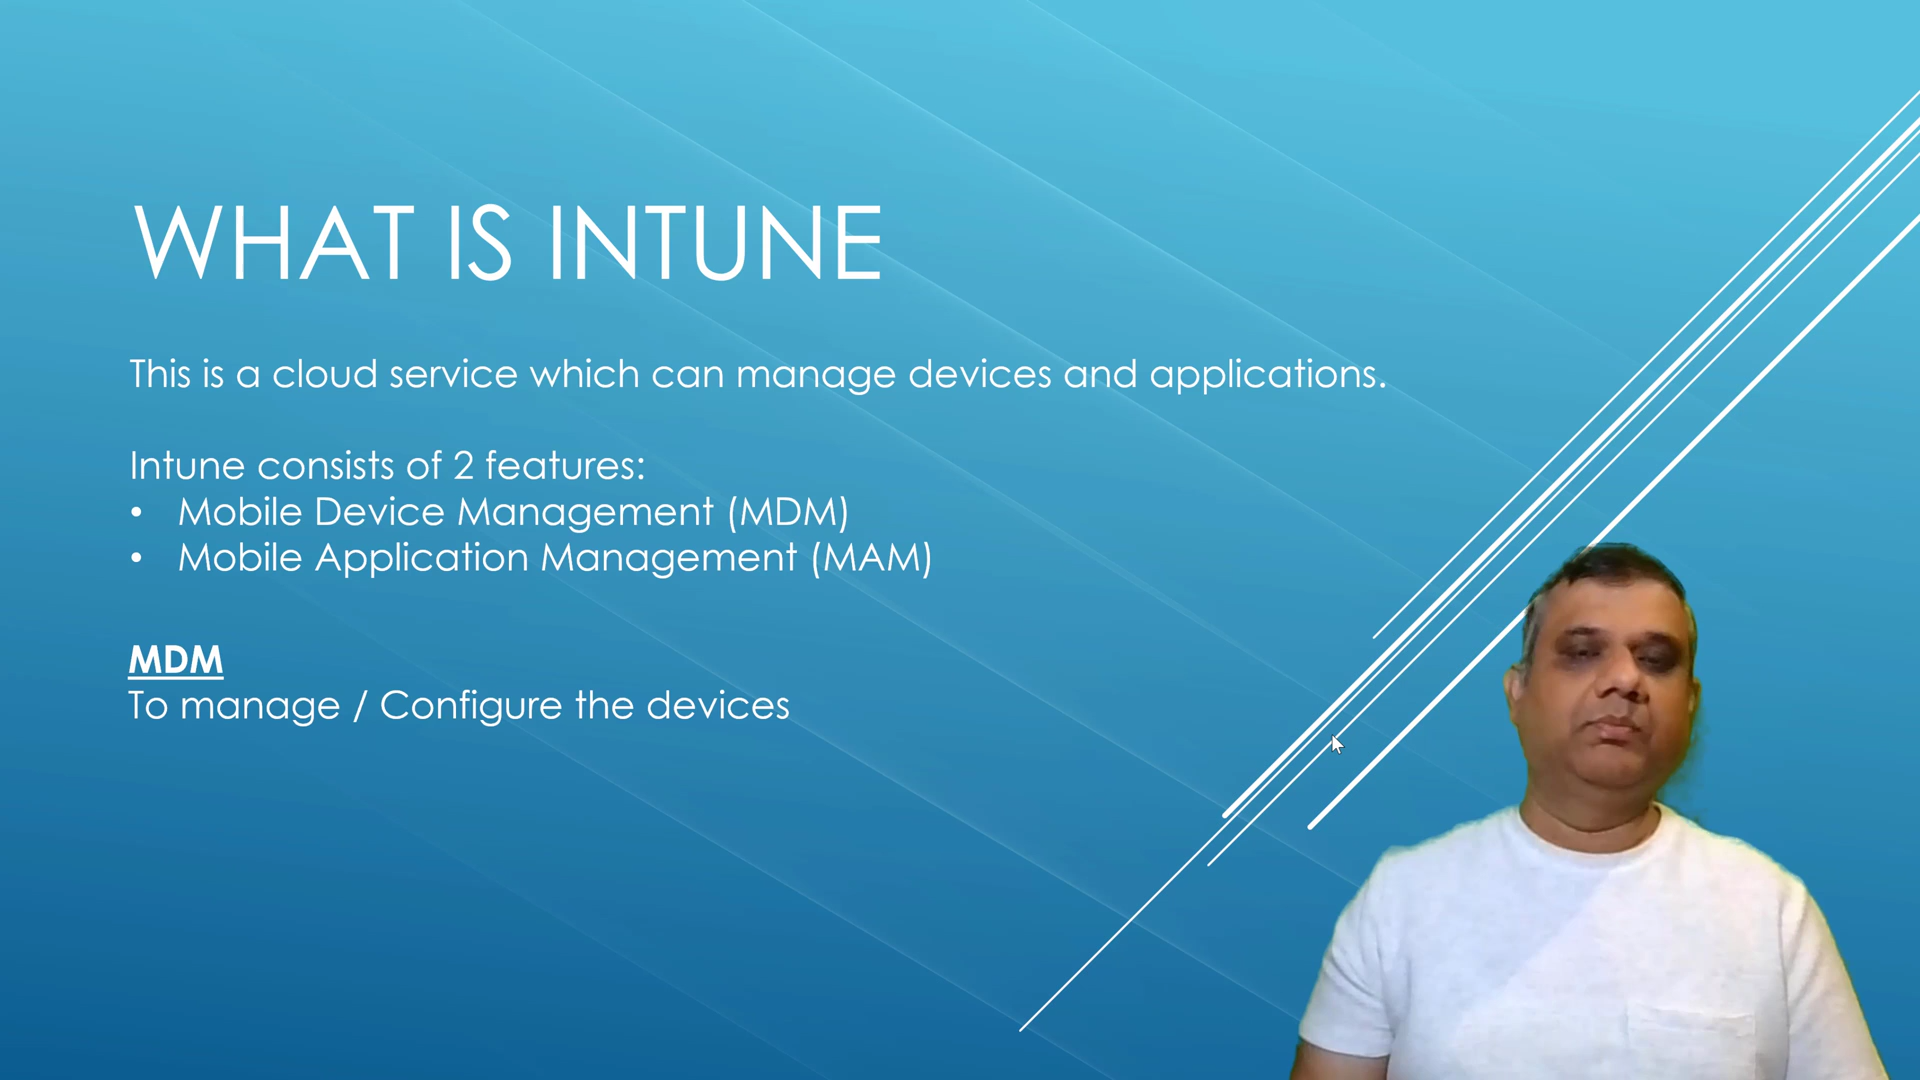 WHAT IS INTUNE
This is a cloud service which can manage devices and applications.
Intune consists of 2 features:
• Mobile Device Management (MDM)
• Mobile Application Management (MAM)
MDM
To manage / Configure the devices